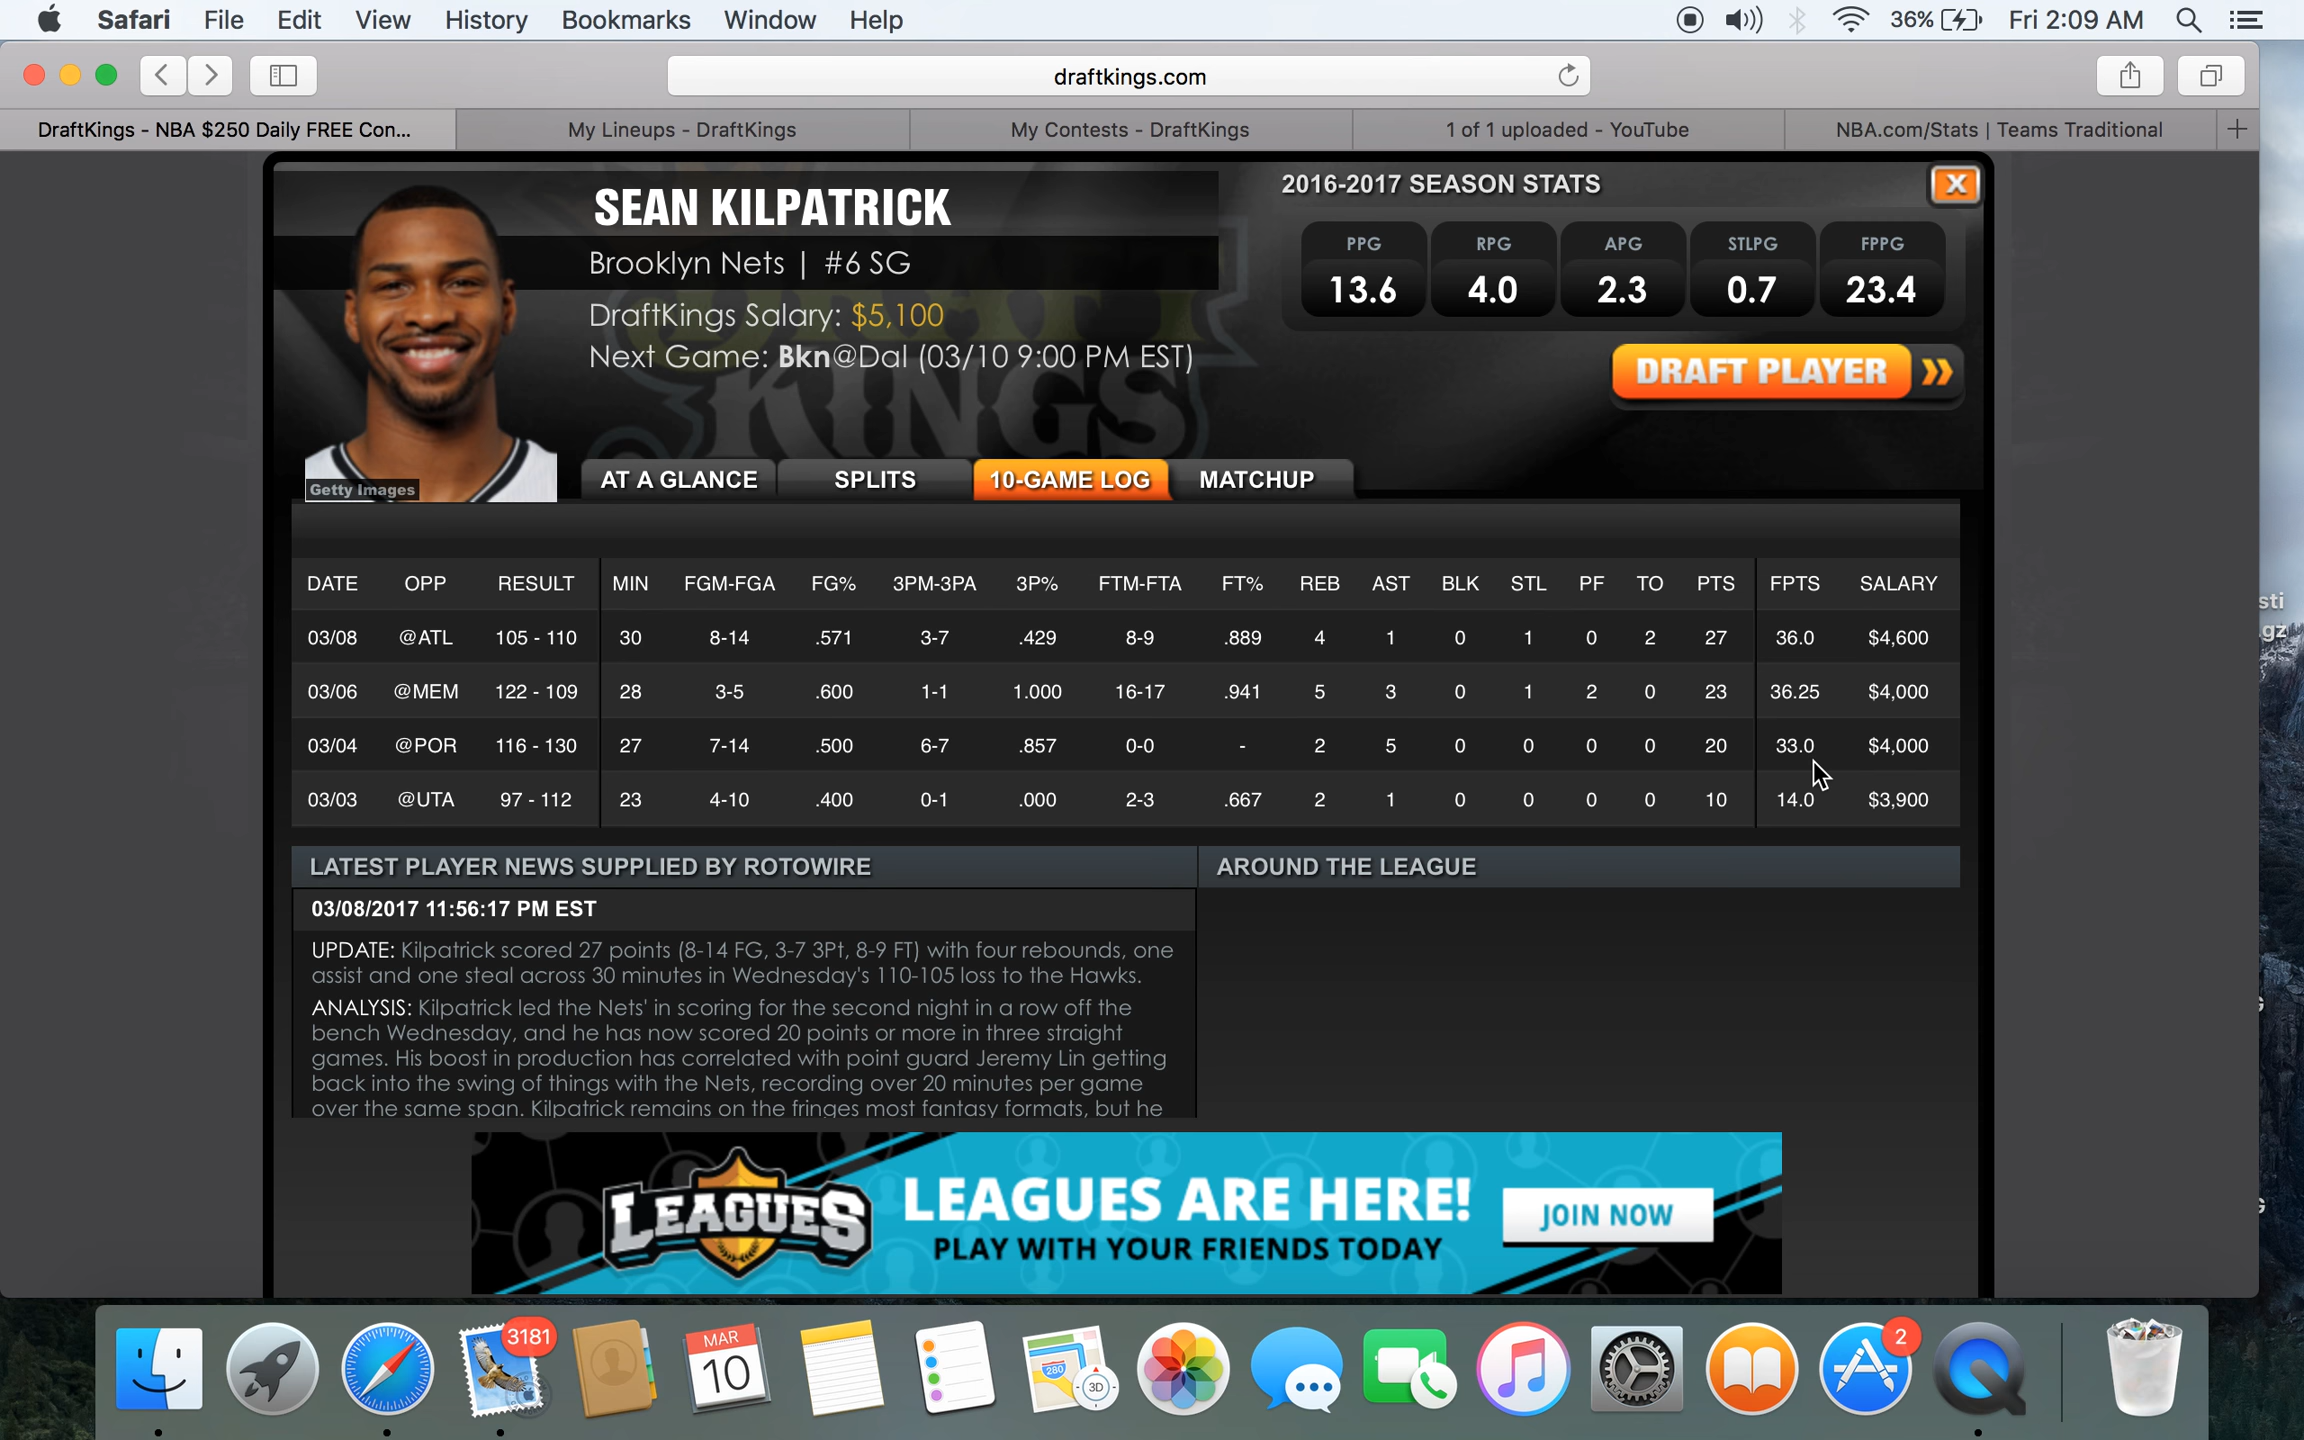 Safari File Edit View History Bookmarks Window Help 36% Fri 2:09 AM
draftkings.com
DraftKings - NBA $250 Daily FREE Con... My Lineups - DraftKings My Contests - DraftKings 1 of 1 uploaded - YouTube NBA.com/Stats | Teams Traditional
SEAN KILPATRICK
Brooklyn Nets | #6 SG
DraftKings Salary: $5,100
Next Game: Bkn@Dal (03/10 9:00 PM EST)
Getty Images
2016-2017 SEASON STATS
X
PPG RPG APG STLPG FPPG
13.6 4.0 2.3 0.7 23.4
DRAFT PLAYER
KINGS
AT A GLANCE SPLITS 10-GAME LOG MATCHUP
DATE OPP RESULT MIN FGM-FGA FG% 3PM-3PA 3P% FTM-FTA FT% REB AST BLK STL PF TO PTS FPTS SALARY
03/08 @ATL 105 - 110 30 8-14 .571 3-7 .429 8-9 .889 4 1 0 1 0 2 27 36.0 $4,600
03/06 @MEM 122 - 109 28 3-5 .600 1-1 1.000 16-17 .941 5 3 0 1 2 0 23 36.25 $4,000
03/04 @POR 116 - 130 27 7-14 .500 6-7 .857 0-0 - 2 5 0 0 0 0 20 33.0 $4,000
03/03 @UTA 97 - 112 23 4-10 .400 0-1 .000 2-3 .667 2 1 0 0 0 0 10 14.0 $3,900
LATEST PLAYER NEWS SUPPLIED BY ROTOWIRE
03/08/2017 11:56:17 PM EST
UPDATE: Kilpatrick scored 27 points (8-14 FG, 3-7 3Pt, 8-9 FT) with four rebounds, one
assist and one steal across 30 minutes in Wednesday's 110-105 loss to the Hawks.
ANALYSIS: Kilpatrick led the Nets' in scoring for the second night in a row off the
bench Wednesday, and he has now scored 20 points or more in three straight
games. His boost in production has correlated with point guard Jeremy Lin getting
back into the swing of things with the Nets, recording over 20 minutes per game
over the same span. Kilpatrick remains on the fringes most fantasy formats, but he
AROUND THE LEAGUE
LEAGUES
LEAGUES ARE HERE!
PLAY WITH YOUR FRIENDS TODAY
JOIN NOW
sti
.gz
3181
MAR
10
280
3D
2